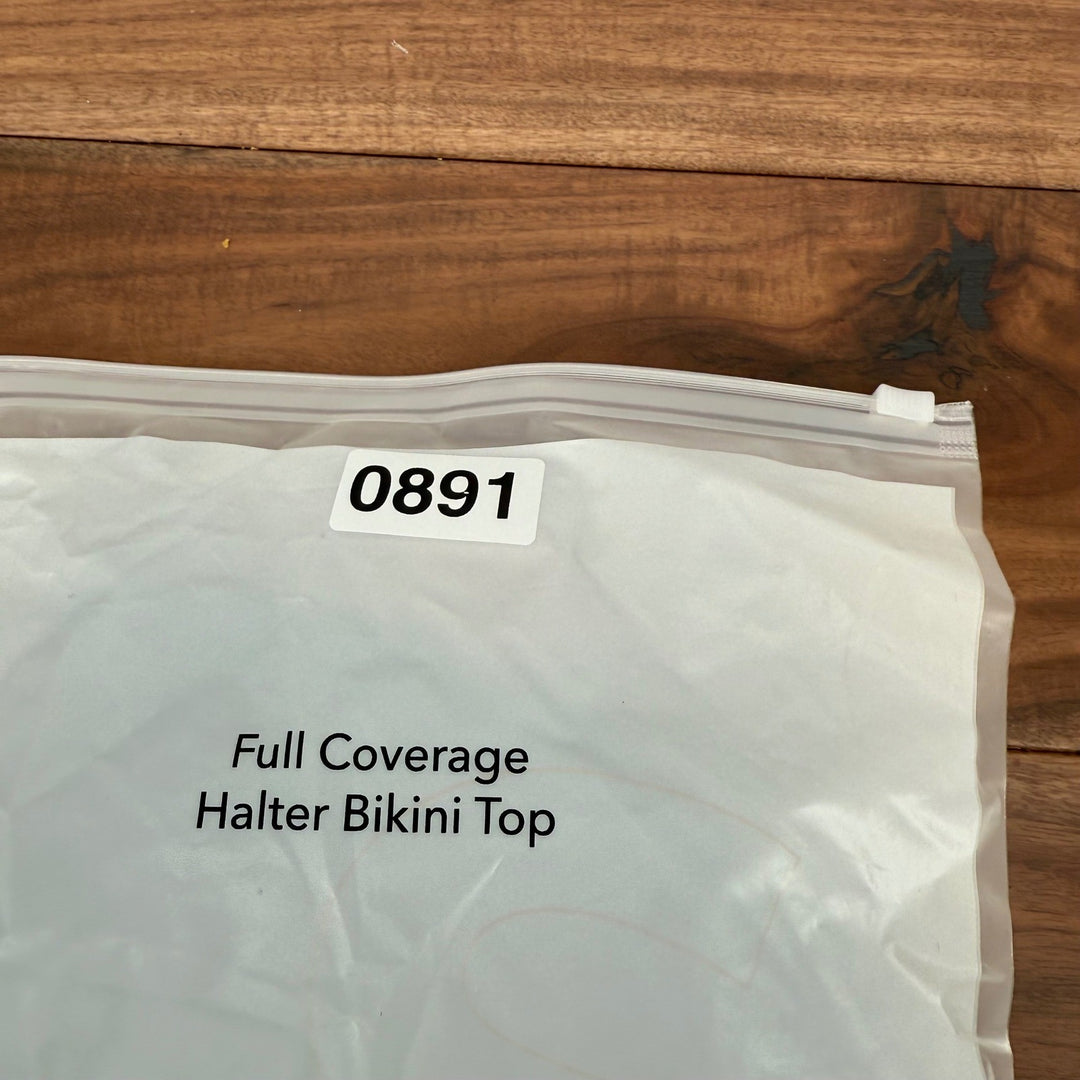 0891
Full Coverage
Halter Bikini Top